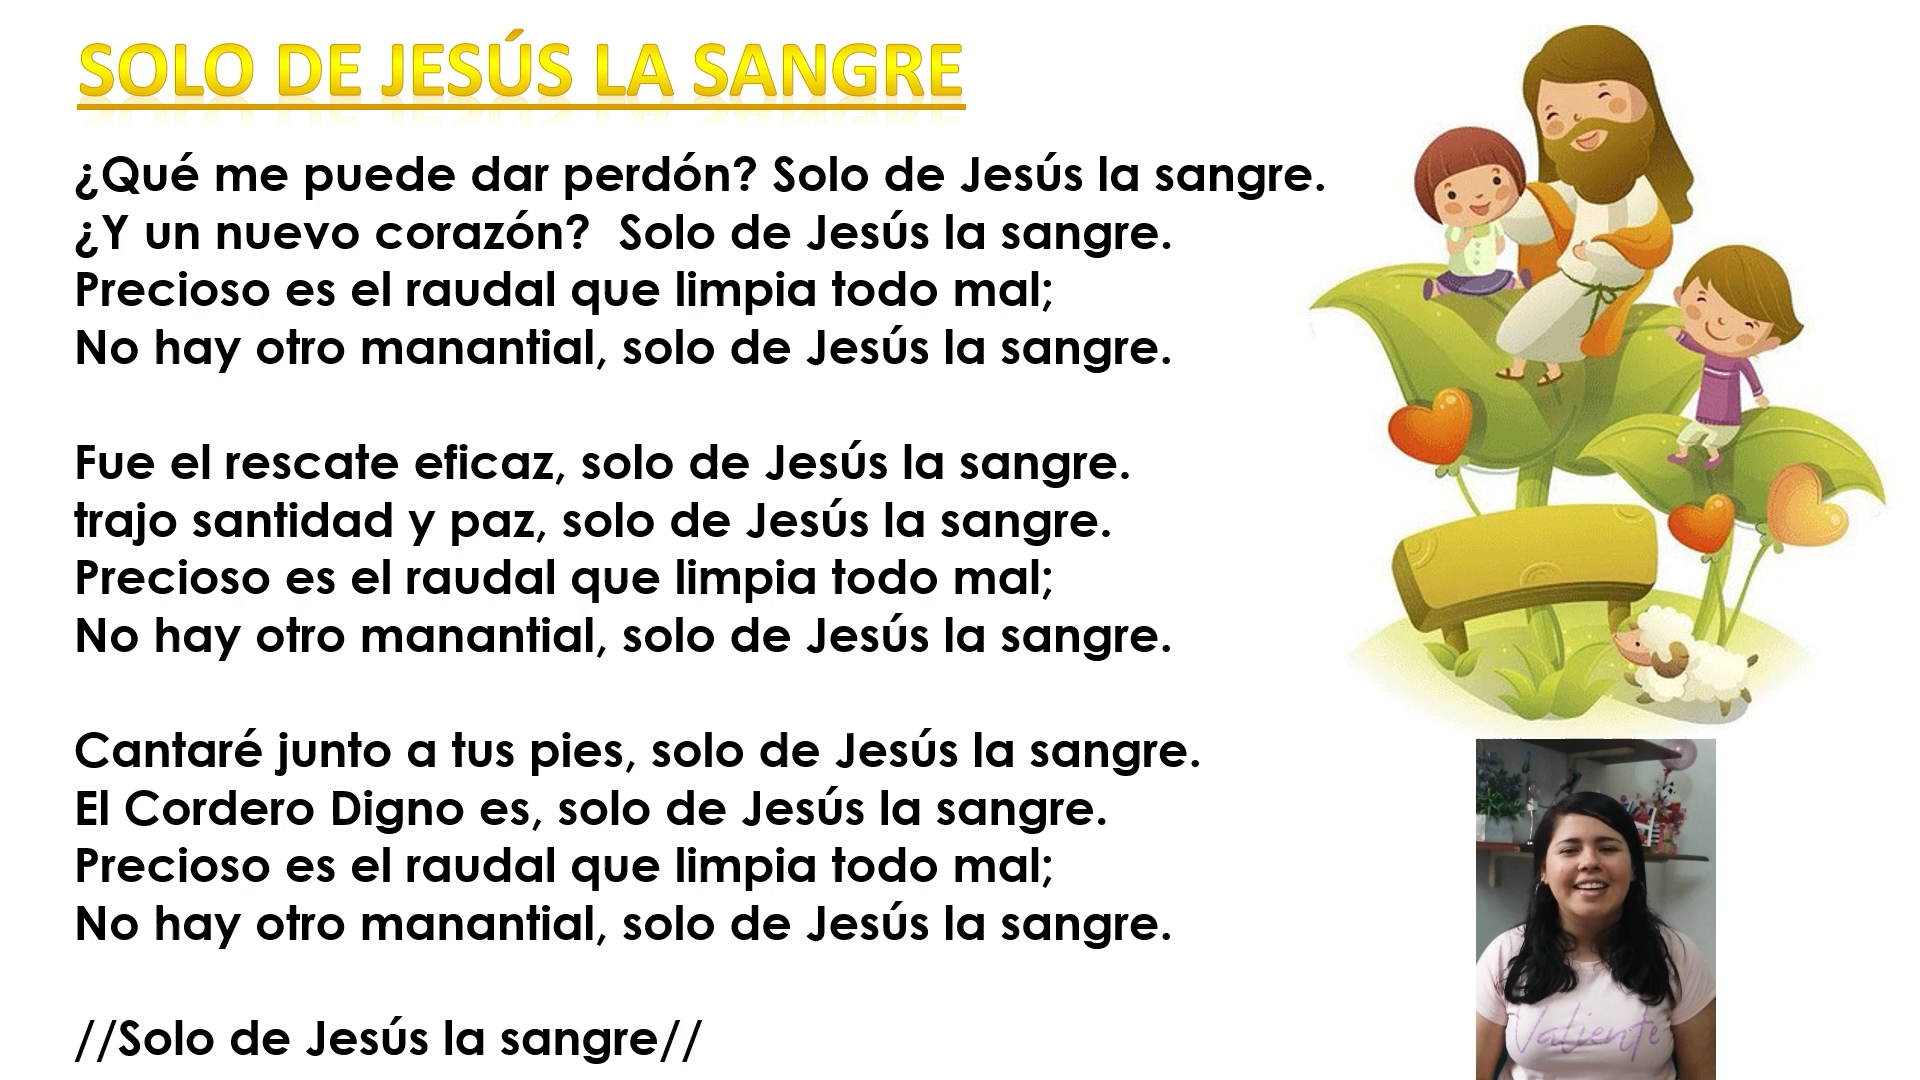 SOLO DE JESÚS LA SANGRE
¿Qué me puede dar perdón? Solo de Jesús la sangre.
¿Y un nuevo corazón?  Solo de Jesús la sangre.
Precioso es el raudal que limpia todo mal;
No hay otro manantial, solo de Jesús la sangre.
Fue el rescate eficaz, solo de Jesús la sangre.
trajo santidad y paz, solo de Jesús la sangre.
Precioso es el raudal que limpia todo mal;
No hay otro manantial, solo de Jesús la sangre.
Cantaré junto a tus pies, solo de Jesús la sangre.
El Cordero Digno es, solo de Jesús la sangre.
Precioso es el raudal que limpia todo mal;
No hay otro manantial, solo de Jesús la sangre.
//Solo de Jesús la sangre//
Valiente